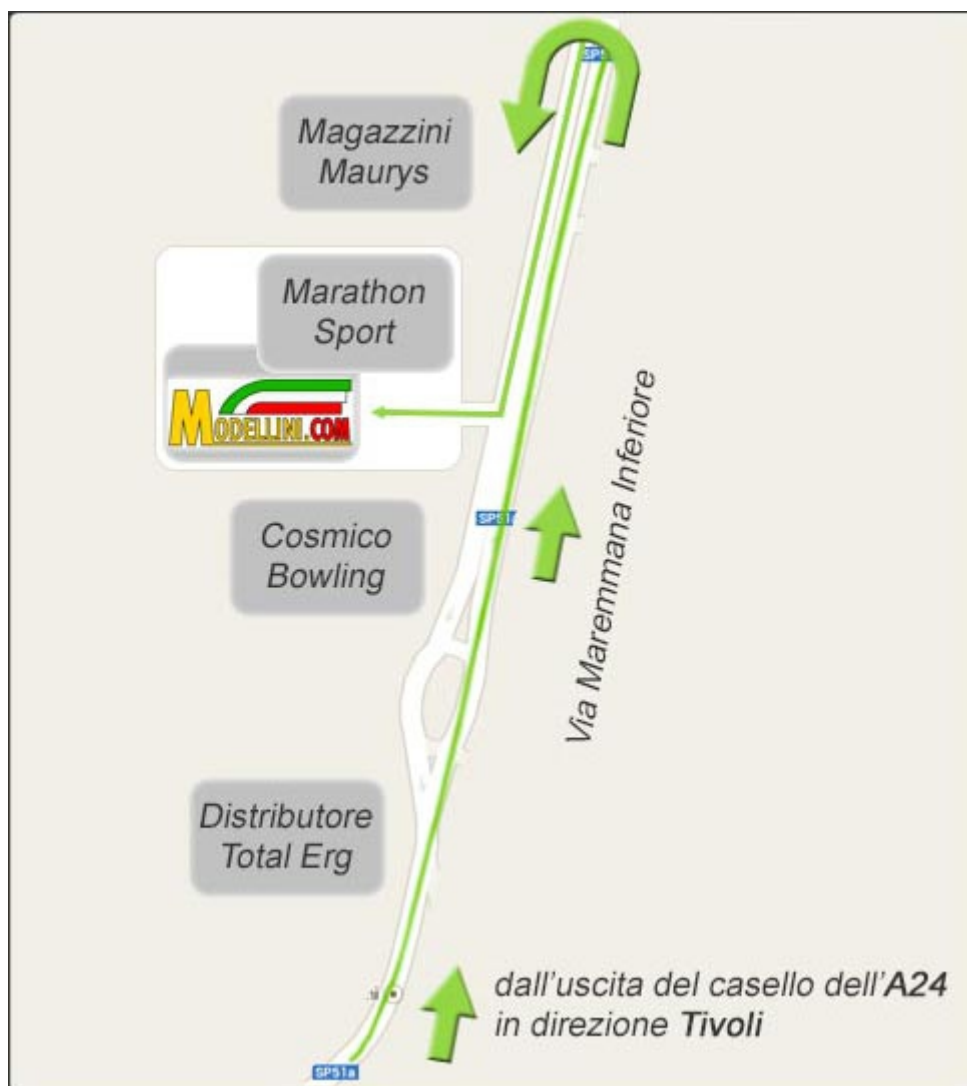 SP51
Magazzini
Maurys
Marathon
Sport
MODELLINI.COM
SP51
Cosmico
Bowling
Via Maremmana Inferiore
Distributore
Total Erg
dall'uscita del casello dell'A24
in direzione Tivoli
SP51a